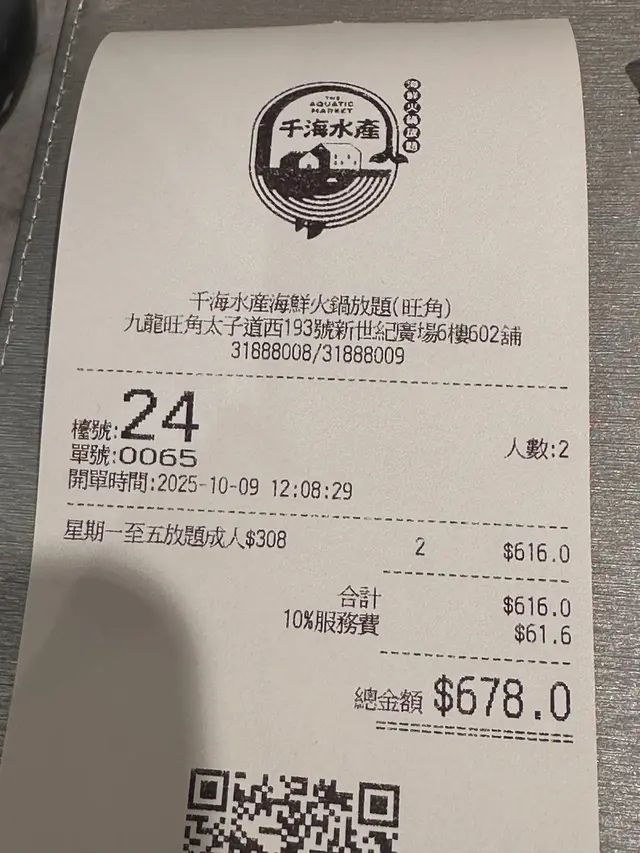 THE
AQUATIC
MARKET
千海水產
海鮮火鍋放題
千海水產海鮮火鍋放題(旺角)
九龍旺角太子道西193號新世紀廣場6樓602舖
31888008/31888009
檯號:24
人數:2
單號:0065
開單時間:2025-10-09 12:08:29
星期一至五放題成人$308 2 $616.0
合計 $616.0
10%服務費 $61.6
總金額 $678.0